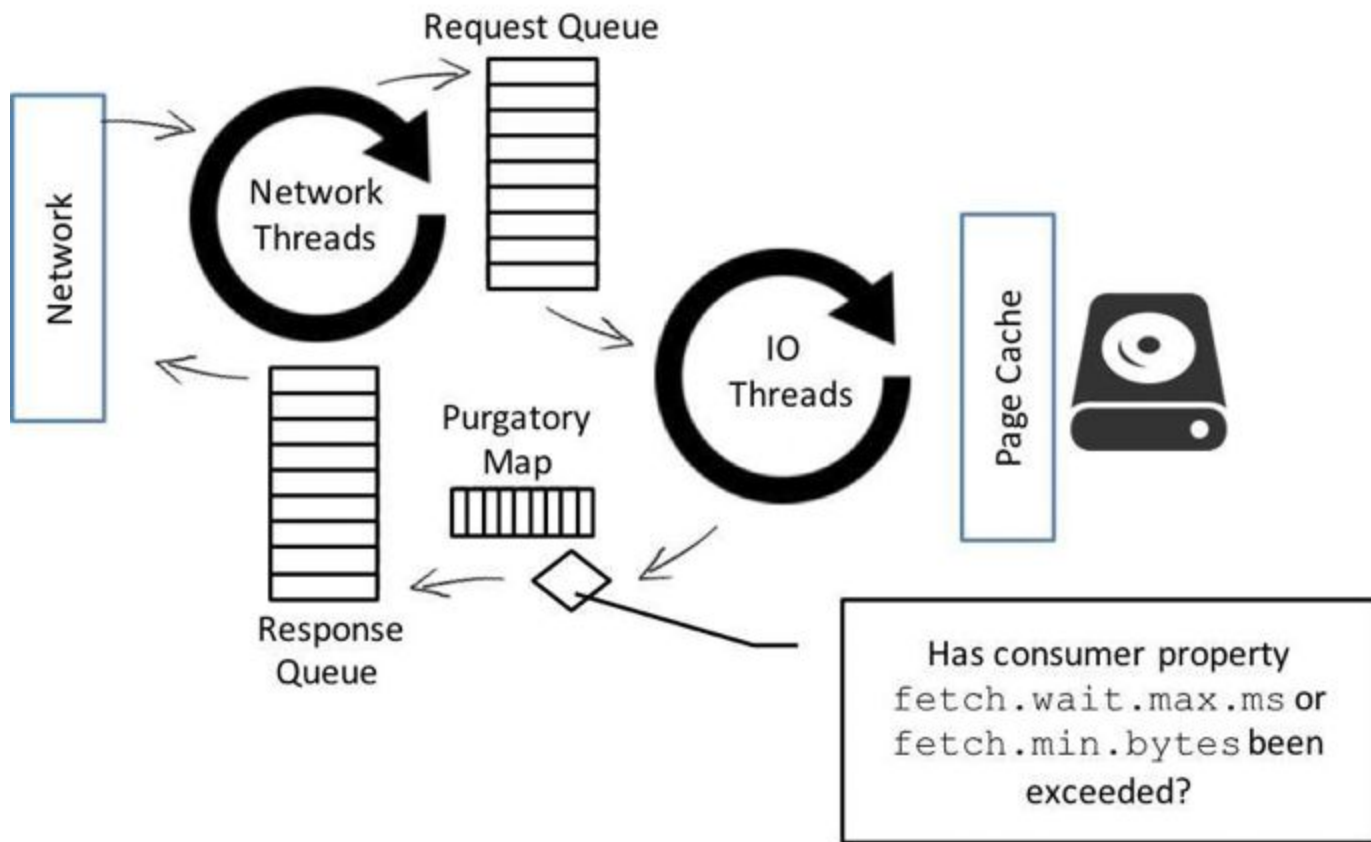 Request Queue
Network
Network
Threads
IO
Threads
Page Cache
Purgatory
Map
Response
Queue
Has consumer property
fetch.wait.max.ms or
fetch.min.bytes been
exceeded?